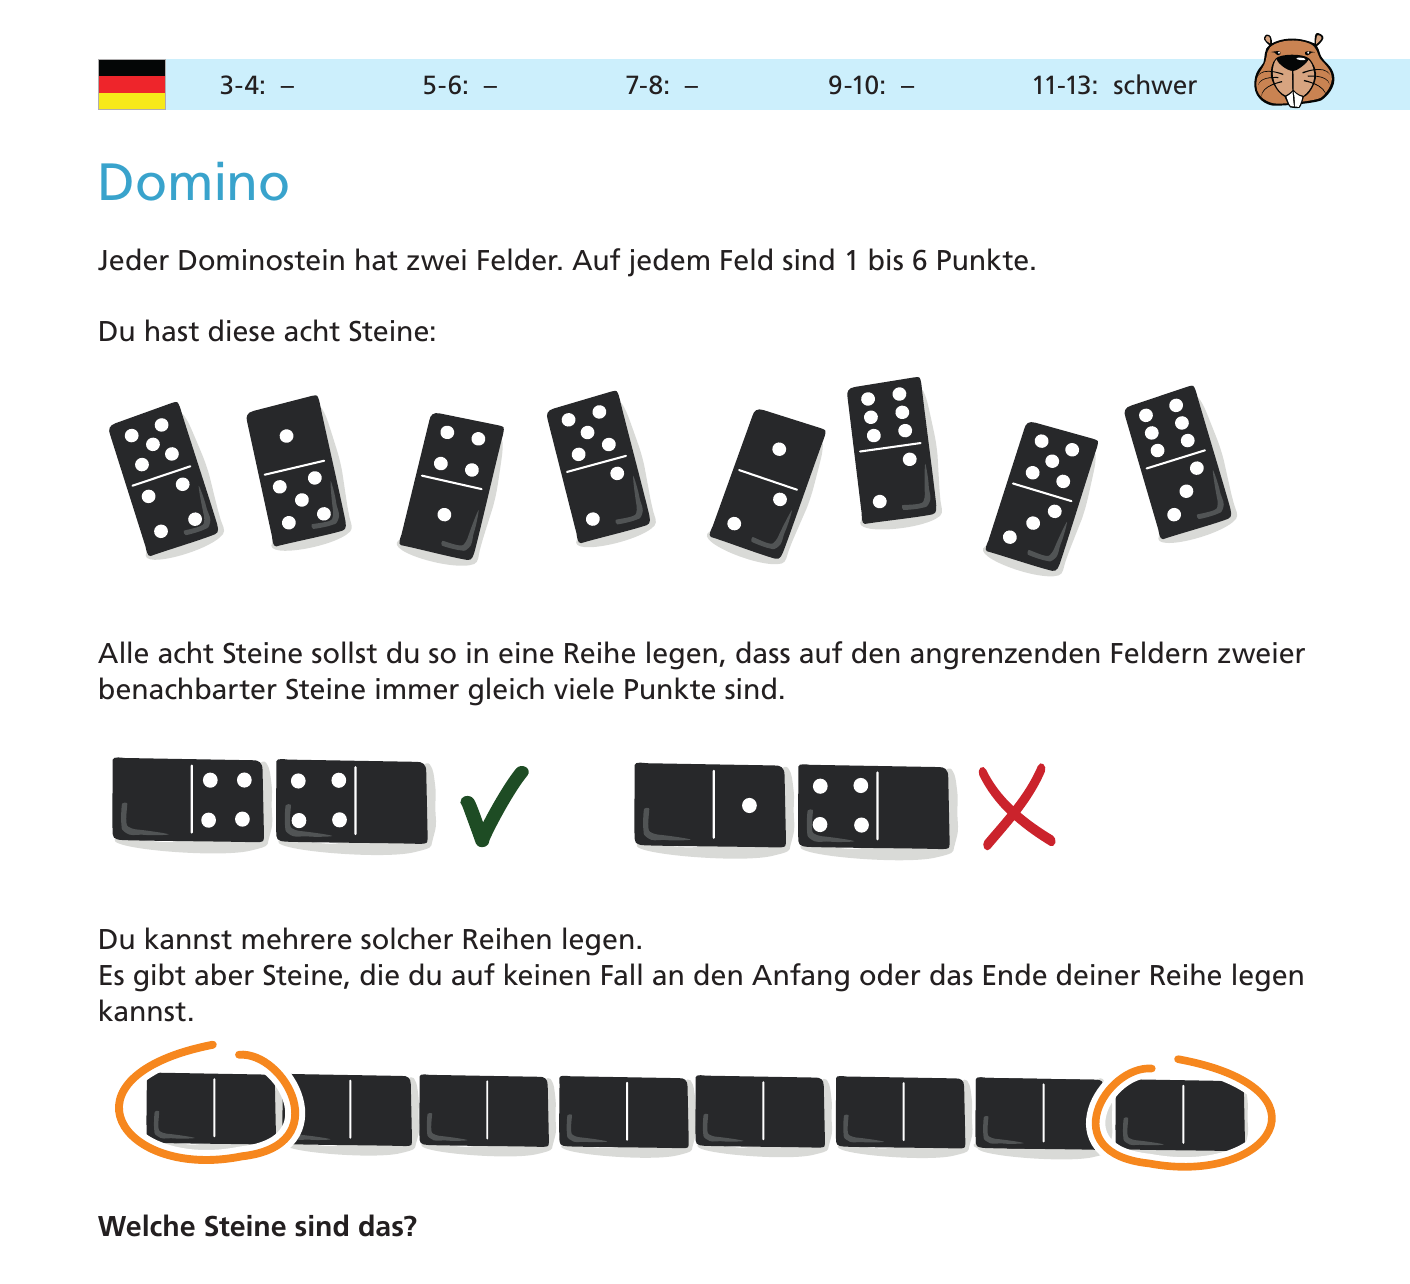 3-4: – 5-6: – 7-8: – 9-10: – 11-13: schwer
Domino
Jeder Dominostein hat zwei Felder. Auf jedem Feld sind 1 bis 6 Punkte.
Du hast diese acht Steine:
Alle acht Steine sollst du so in eine Reihe legen, dass auf den angrenzenden Feldern zweier
benachbarter Steine immer gleich viele Punkte sind.
Du kannst mehrere solcher Reihen legen.
Es gibt aber Steine, die du auf keinen Fall an den Anfang oder das Ende deiner Reihe legen
kannst.
Welche Steine sind das?